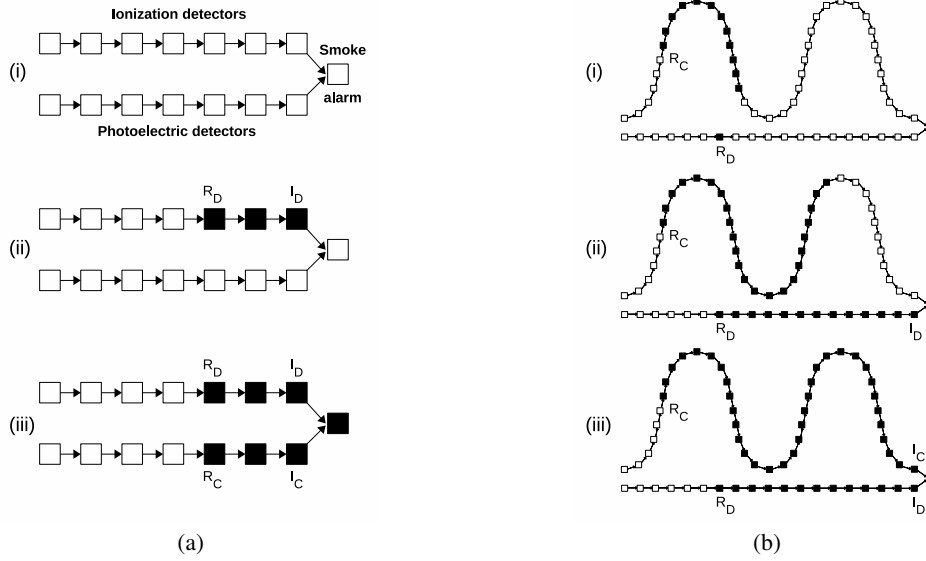 Ionization detectors
(i)
Smoke
alarm
Photoelectric detectors
R_D I_D
(ii)
R_D I_D
(iii)
R_C I_C
(a)
(i)
R_C
R_D
(ii)
R_C
R_D I_D
(iii)
R_C
I_C
R_D I_D
(b)